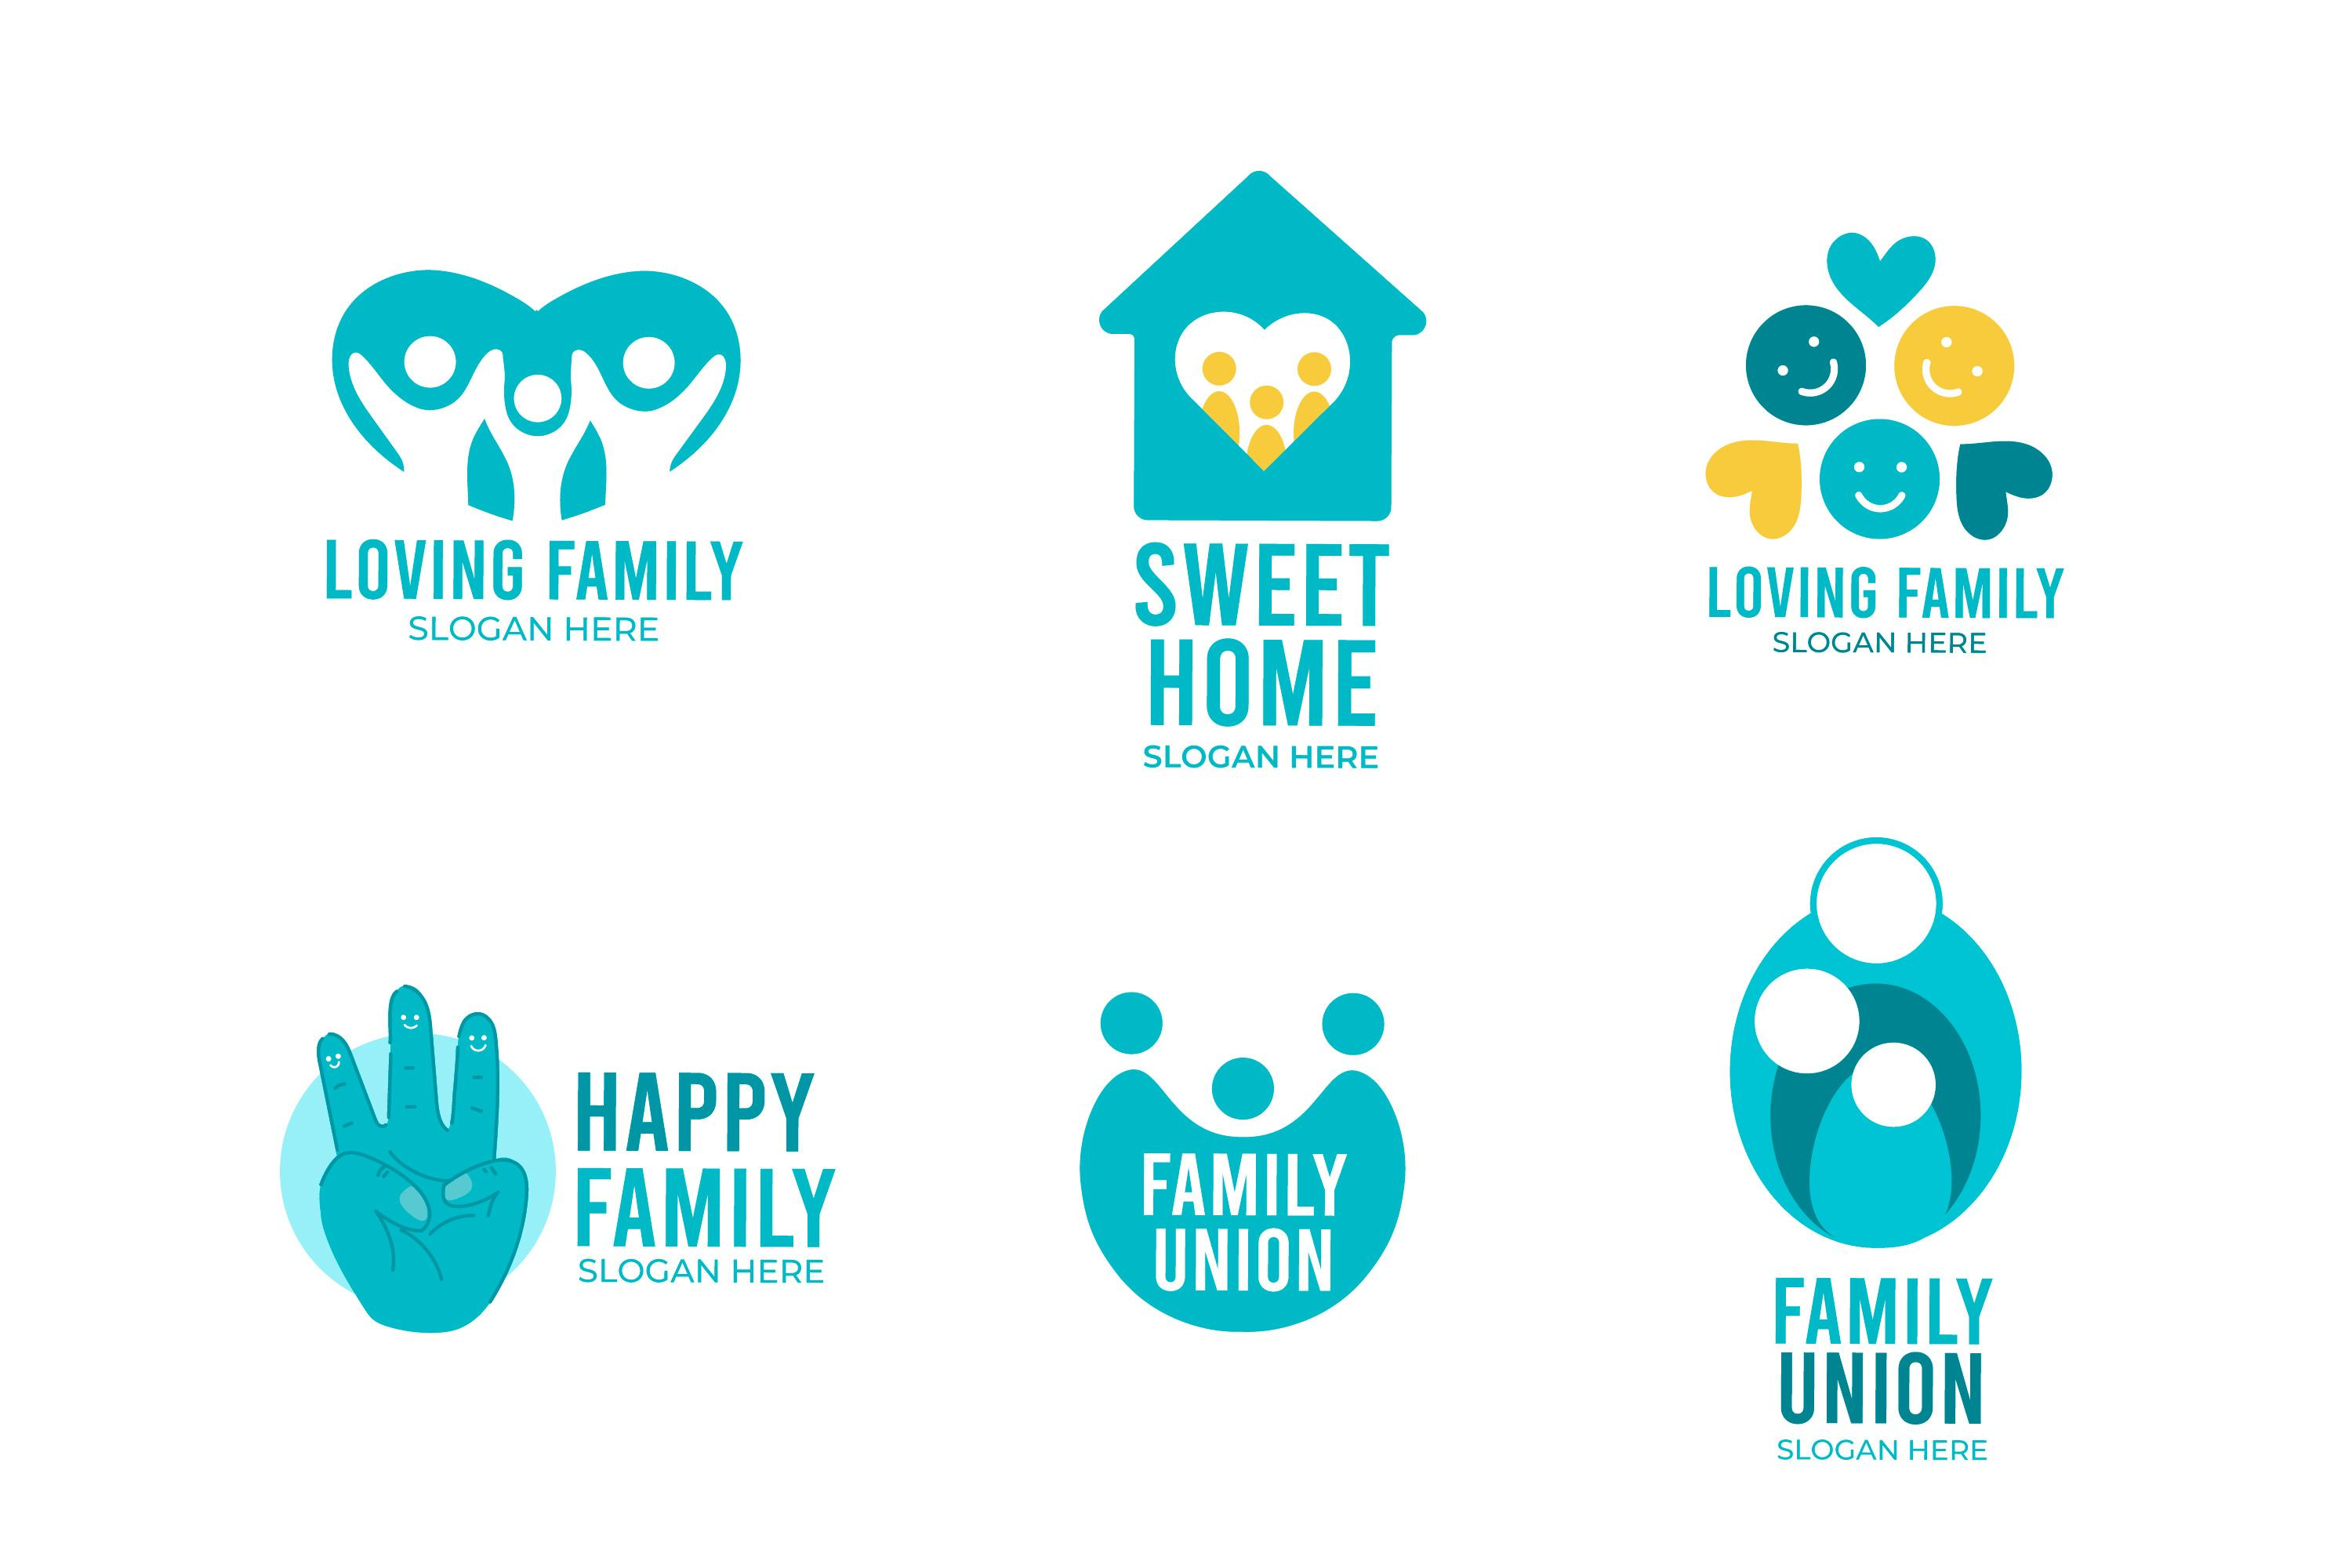 LOVING FAMILY
SLOGAN HERE
SWEET
HOME
SLOGAN HERE
LOVING FAMILY
SLOGAN HERE
HAPPY
FAMILY
SLOGAN HERE
FAMILY
UNION
FAMILY
UNION
SLOGAN HERE